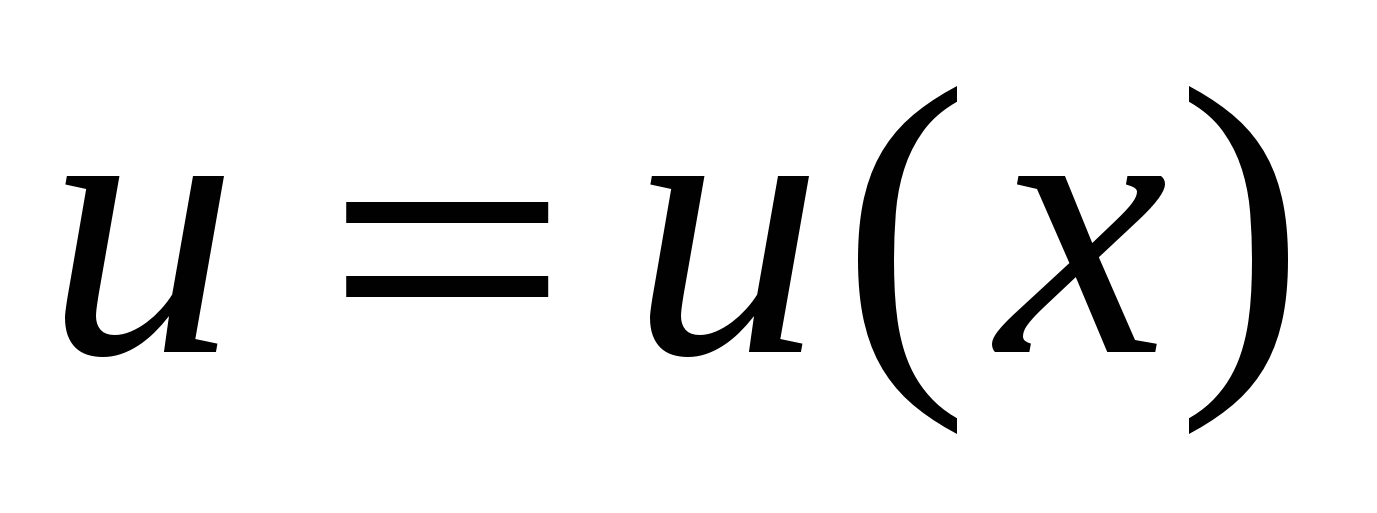 u = u(x)